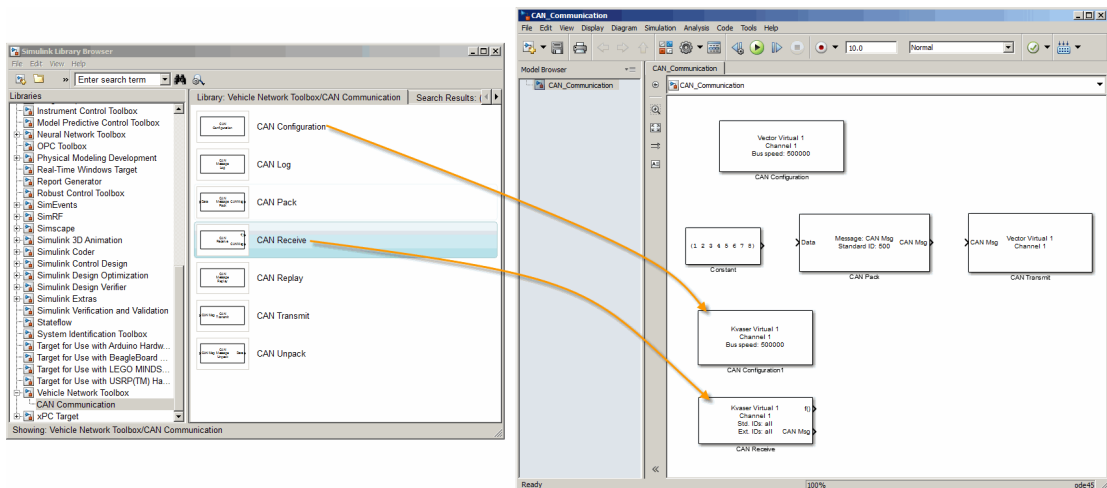 Simulink Library Browser
File Edit View Help
» Enter search term
Libraries
Instrument Control Toolbox
Model Predictive Control Toolbox
Neural Network Toolbox
OPC Toolbox
Physical Modeling Development
Real-Time Windows Target
Report Generator
Robust Control Toolbox
SimEvents
SimRF
Simscape
Simulink 3D Animation
Simulink Coder
Simulink Control Design
Simulink Design Optimization
Simulink Design Verifier
Simulink Extras
Simulink Verification and Validation
Stateflow
System Identification Toolbox
Target for Use with Arduino Hardw...
Target for Use with BeagleBoard ...
Target for Use with LEGO MINDS...
Target for Use with USRP(TM) Ha...
Vehicle Network Toolbox
CAN Communication
xPC Target
Library: Vehicle Network Toolbox/CAN Communication
Search Results: (
CAN Configuration
CAN Log
CAN Pack
CAN Receive
CAN Replay
CAN Transmit
CAN Unpack
Showing: Vehicle Network Toolbox/CAN Communication
CAN_Communication
File Edit View Display Diagram Simulation Analysis Code Tools Help
10.0 Normal
Model Browser
CAN_Communication
CAN_Communication
CAN_Communication
Vector Virtual 1
Channel 1
Bus speed: 500000
CAN Configuration
(1 2 3 4 5 6 7 8)
Constant
Data
Message: CAN Msg
Standard ID: 500
CAN Msg
CAN Pack
CAN Msg
Vector Virtual 1
Channel 1
CAN Transmit
Kvaser Virtual 1
Channel 1
Bus speed: 500000
CAN Configuration1
Kvaser Virtual 1
Channel 1
Std. IDs: all
Ext. IDs: all
f()
CAN Msg
CAN Receive
Ready 100% ode45